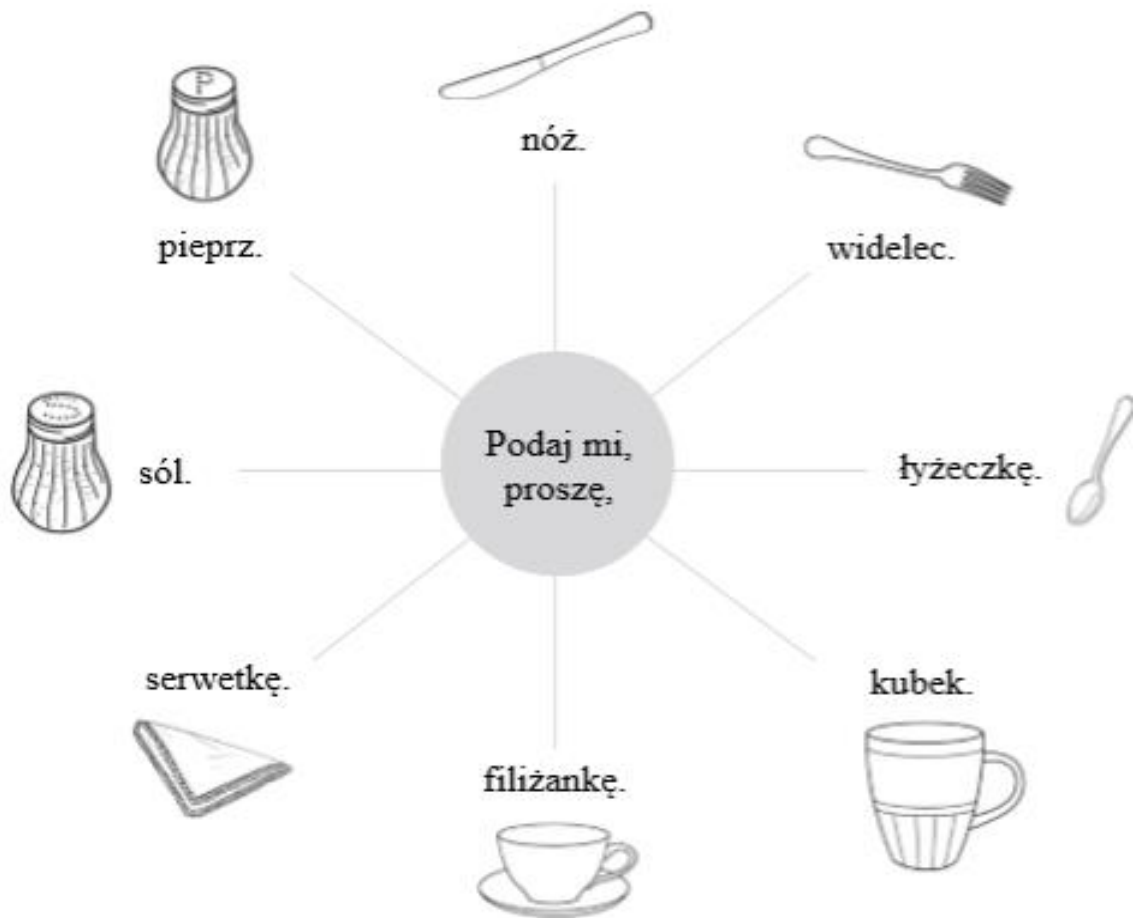 P
nóż.
pieprz.
widelec.
Podaj mi,
proszę,
sól.
łyżeczkę.
serwetkę.
kubek.
filiżankę.